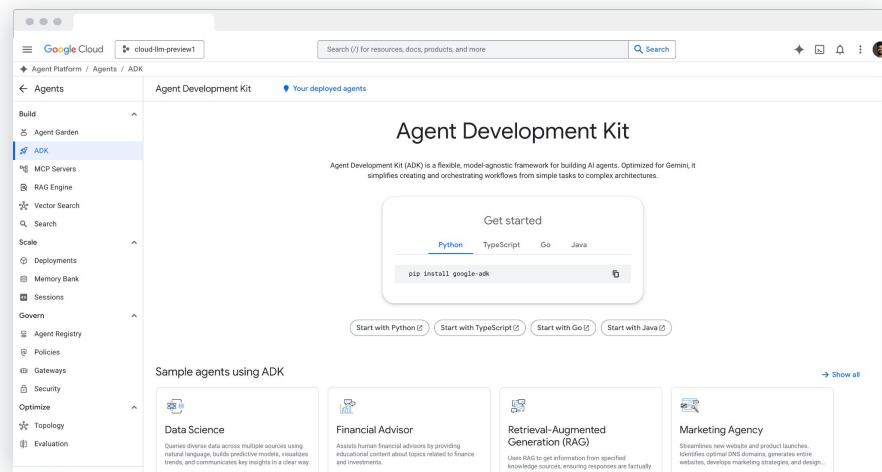 Google Cloud
cloud-llm-preview1
Search (/) for resources, docs, products, and more
Search
Agent Platform / Agents / ADK
Agents
Agent Development Kit
Your deployed agents
Build
Agent Garden
ADK
MCP Servers
RAG Engine
Vector Search
Search
Scale
Deployments
Memory Bank
Sessions
Govern
Agent Registry
Policies
Gateways
Security
Optimize
Topology
Evaluation
Agent Development Kit
Agent Development Kit (ADK) is a flexible, model-agnostic framework for building AI agents. Optimized for Gemini, it
simplifies creating and orchestrating workflows from simple tasks to complex architectures.
Get started
Python TypeScript Go Java
pip install google-adk
Start with Python Start with TypeScript Start with Go Start with Java
Sample agents using ADK
Show all
Data Science
Queries diverse data across multiple sources using
natural language, builds predictive models, visualizes
trends, and communicates key insights in a clear way.
Financial Advisor
Assists human financial advisors by providing
educational content about topics related to finance
and investments.
Retrieval-Augmented
Generation (RAG)
Uses RAG to get information from specified
knowledge sources, ensuring responses are factually
Marketing Agency
Streamlines new website and product launches.
Identifies optimal DNS domains, generates entire
websites, develops marketing strategies, and design...